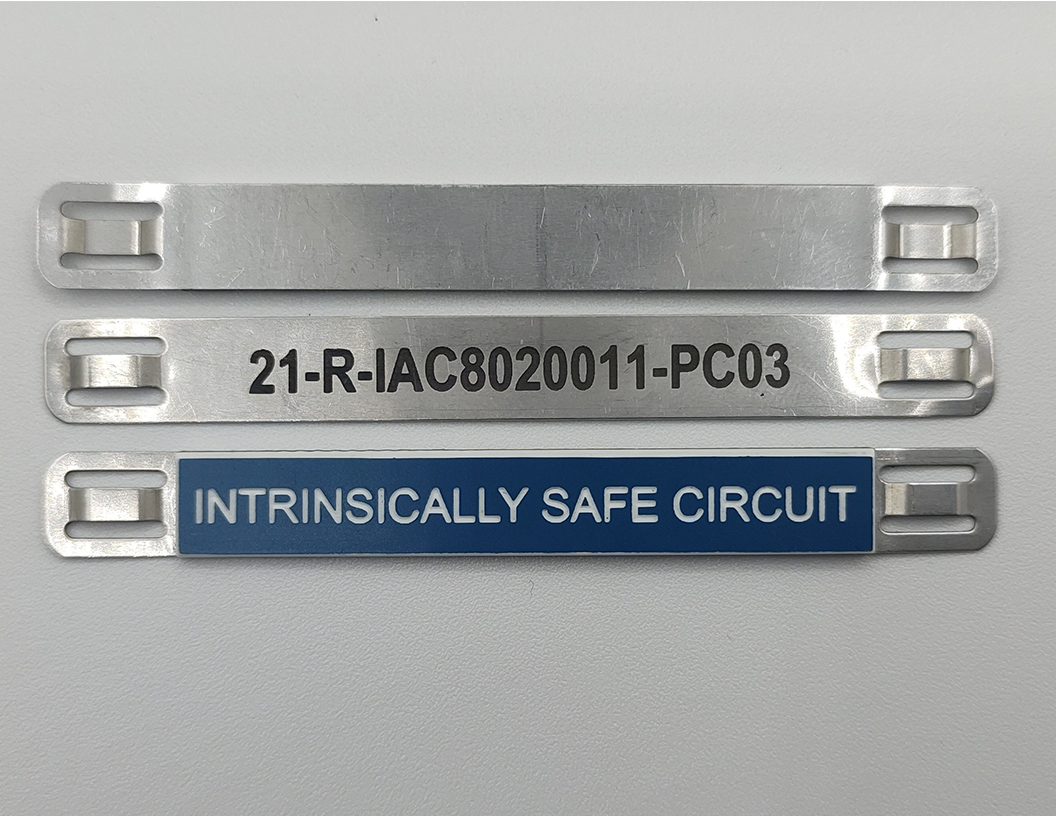 21-R-IAC8020011-PC03
INTRINSICALLY SAFE CIRCUIT